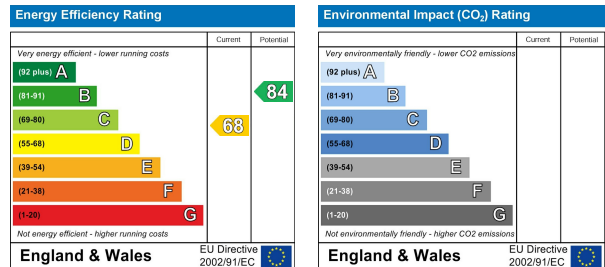 Energy Efficiency Rating
Current
Potential
Very energy efficient - lower running costs
(92 plus) A
(81-91) B
(69-80) C
(55-68) D
(39-54) E
(21-38) F
(1-20) G
68
84
Not energy efficient - higher running costs
England & Wales
EU Directive
2002/91/EC
Environmental Impact (CO₂) Rating
Current
Potential
Very environmentally friendly - lower CO2 emissions
(92 plus) A
(81-91) B
(69-80) C
(55-68) D
(39-54) E
(21-38) F
(1-20) G
Not environmentally friendly - higher CO2 emissions
England & Wales
EU Directive
2002/91/EC